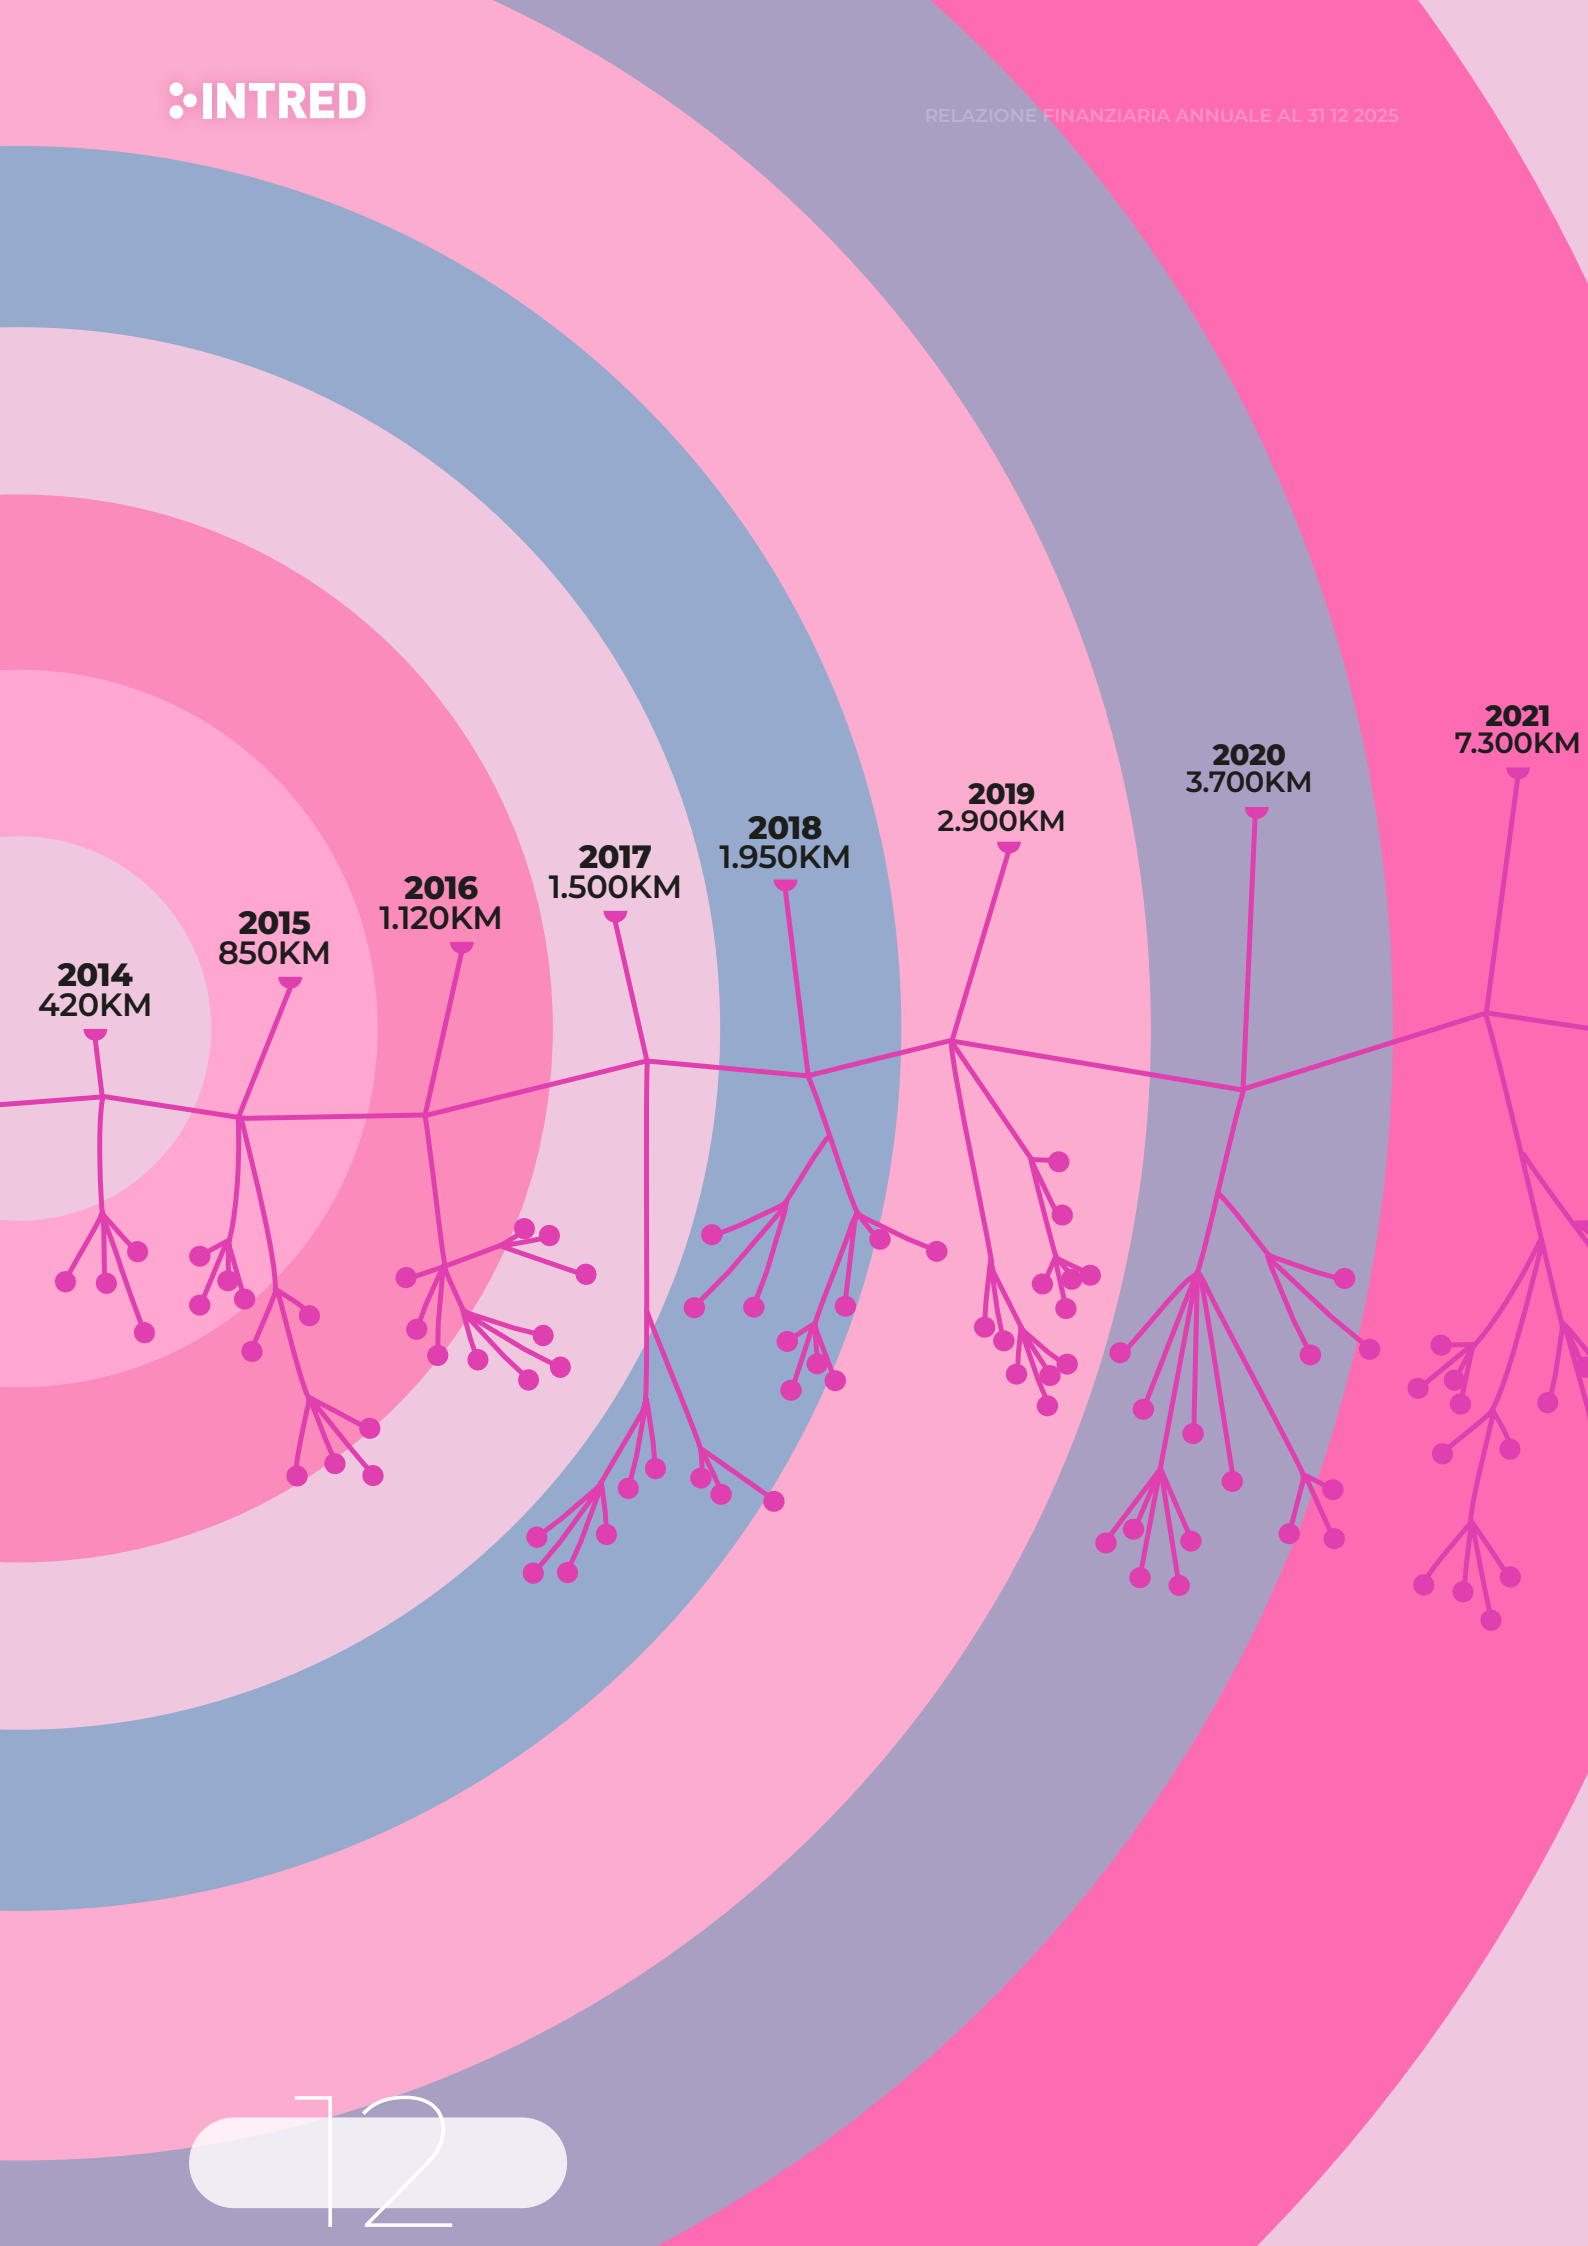 INTRED
RELAZIONE FINANZIARIA ANNUALE AL 31 12 2025
2014
420KM
2015
850KM
2016
1.120KM
2017
1.500KM
2018
1.950KM
2019
2.900KM
2020
3.700KM
2021
7.300KM
12